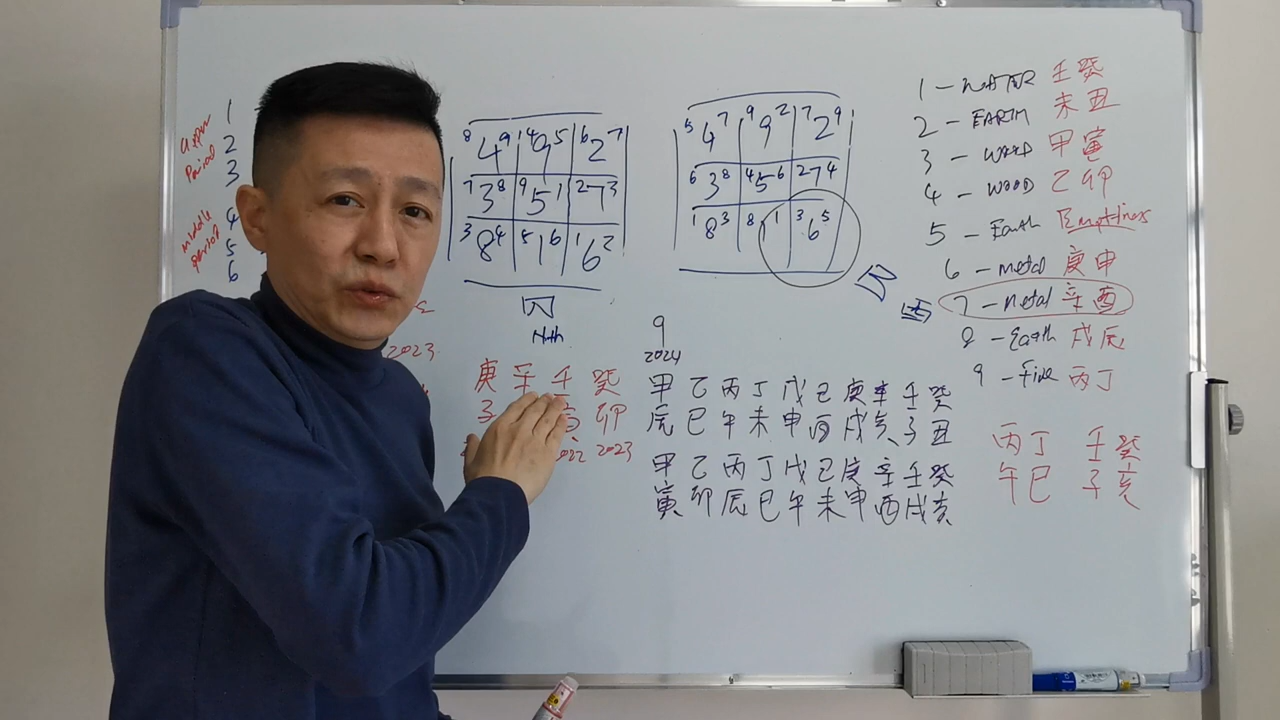 1
2
3
4
5
6
upper
Period
middle
period
2023
8 4 9 4 9 5 6 2 7
7 3 8 9 5 1 2 7 3
3 8 4 5 1 6 1 6 2
North
5 4 7 9 9 2 7 2 9
6 3 8 4 5 6 2 7 4
1 8 3 8 1 3 6 5
1 - WATER 壬癸
2 - EARTH 未丑
3 - WOOD 甲寅
4 - WOOD 乙卯
5 - Earth Emptiness
6 - metal 庚申
7 - metal 辛酉
8 - Earth 戌辰
9 - Fire 丙丁
庚 辛 壬 癸
子 卯
2022 2023
9
2024
甲乙丙丁戊己庚辛壬癸
辰巳午未申酉戌亥子丑
甲乙丙丁戊己庚辛壬癸
寅卯辰巳午未申酉戌亥
丙丁 壬癸
午巳 子亥